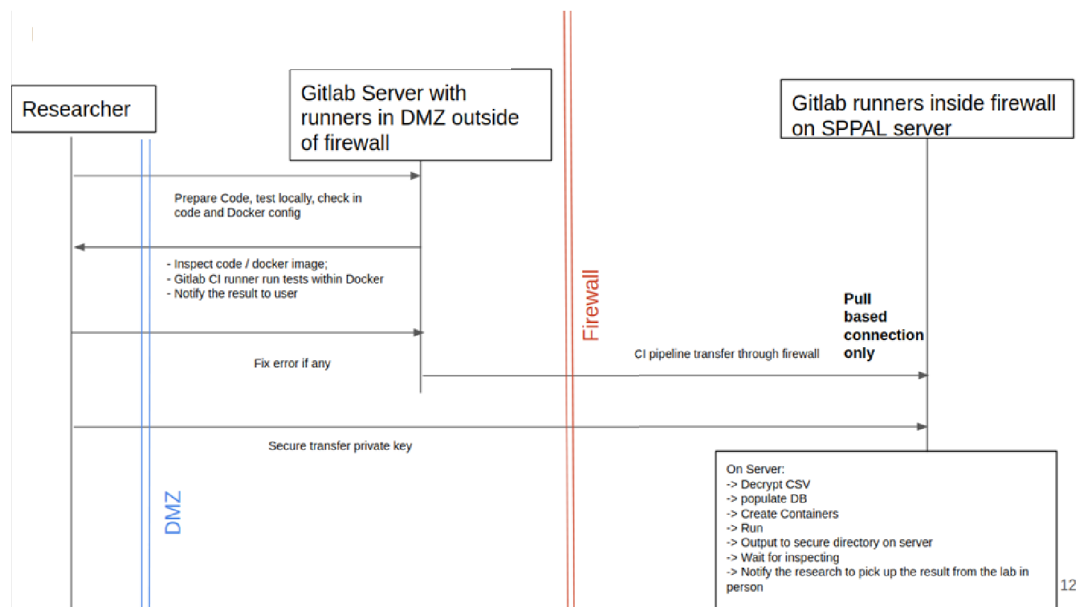 Researcher
Gitlab Server with
runners in DMZ outside
of firewall
Gitlab runners inside firewall
on SPPAL server
Prepare Code, test locally, check in
code and Docker config
- Inspect code / docker image;
- Gitlab CI runner run tests within Docker
- Notify the result to user
Firewall
Pull
based
connection
only
Fix error if any
CI pipeline transfer through firewall
Secure transfer private key
DMZ
On Server:
-> Decrypt CSV
-> populate DB
-> Create Containers
-> Run
-> Output to secure directory on server
-> Wait for inspecting
-> Notify the research to pick up the result from the lab in
person
12